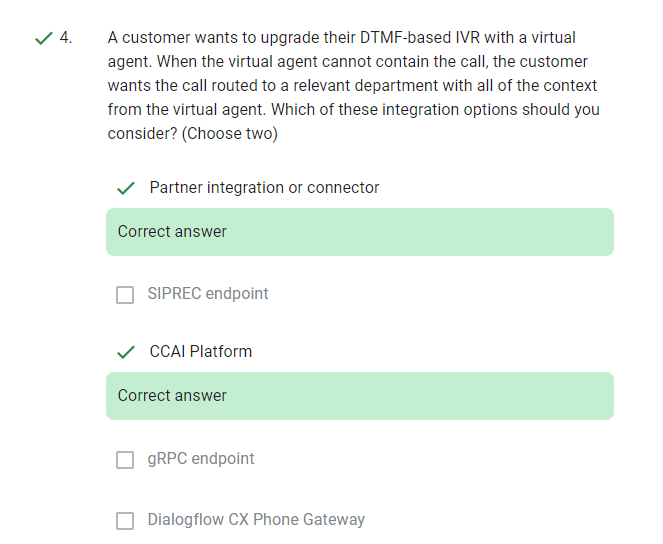 4. A customer wants to upgrade their DTMF-based IVR with a virtual
agent. When the virtual agent cannot contain the call, the customer
wants the call routed to a relevant department with all of the context
from the virtual agent. Which of these integration options should you
consider? (Choose two)
Partner integration or connector
Correct answer
SIPREC endpoint
CCAI Platform
Correct answer
gRPC endpoint
Dialogflow CX Phone Gateway